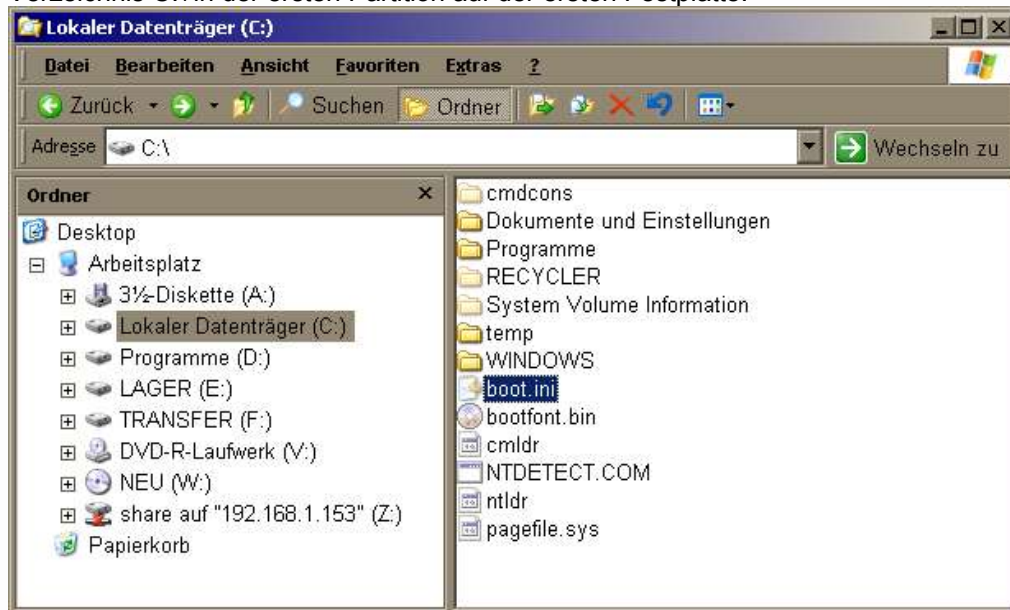 Lokaler Datenträger (C:)
Datei Bearbeiten Ansicht Favoriten Extras ?
Zurück Suchen Ordner
Adresse C:\ Wechseln zu
Ordner
Desktop
Arbeitsplatz
3½-Diskette (A:)
Lokaler Datenträger (C:)
Programme (D:)
LAGER (E:)
TRANSFER (F:)
DVD-R-Laufwerk (V:)
NEU (W:)
share auf "192.168.1.153" (Z:)
Papierkorb
cmdcons
Dokumente und Einstellungen
Programme
RECYCLER
System Volume Information
temp
WINDOWS
boot.ini
bootfont.bin
cmldr
NTDETECT.COM
ntldr
pagefile.sys